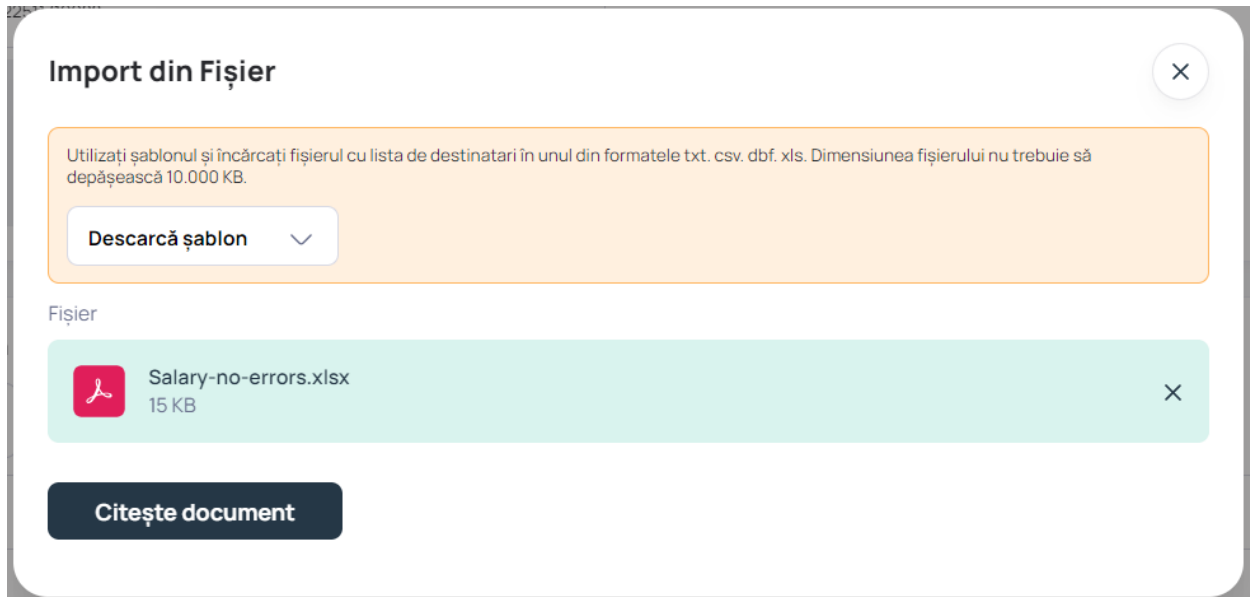 Import din Fișier
Utilizați șablonul și încărcați fișierul cu lista de destinatari în unul din formatele txt. csv. dbf. xls. Dimensiunea fișierului nu trebuie să
depășească 10.000 KB.
Descarcă șablon
Fișier
Salary-no-errors.xlsx
15 KB
Citește document